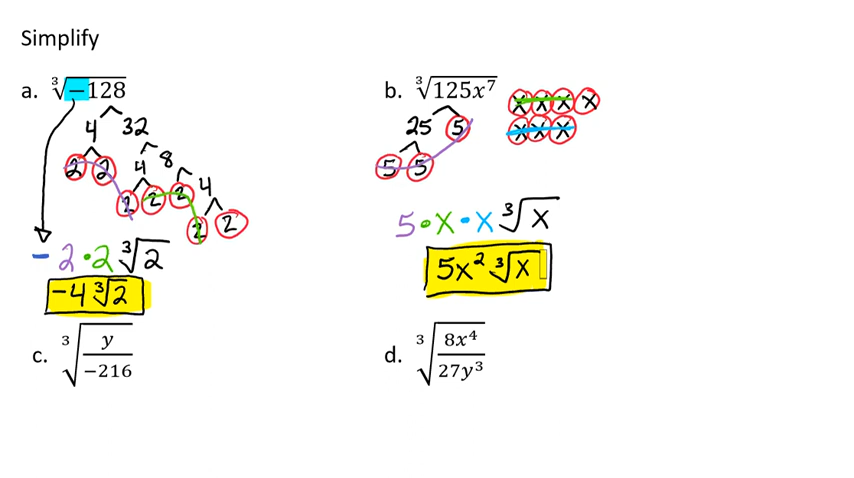 Simplify
a. ∛−128
4 32
2 2 4 8
2 2 2 4
2 2
− 2 • 2 ∛2
−4 ∛2
b. ∛125x⁷
x x x x
x x x
25 5
5 5
5 • x • x ∛x
5x² ∛x
c. ∛(y/−216)
d. ∛(8x⁴/27y³)